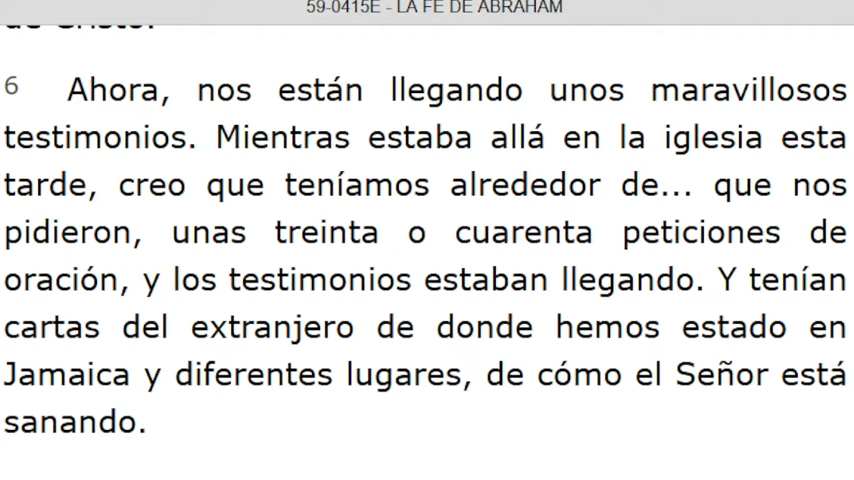 59-0415E - LA FE DE ABRAHAM
de Cristo.
6 Ahora, nos están llegando unos maravillosos
testimonios. Mientras estaba allá en la iglesia esta
tarde, creo que teníamos alrededor de... que nos
pidieron, unas treinta o cuarenta peticiones de
oración, y los testimonios estaban llegando. Y tenían
cartas del extranjero de donde hemos estado en
Jamaica y diferentes lugares, de cómo el Señor está
sanando.